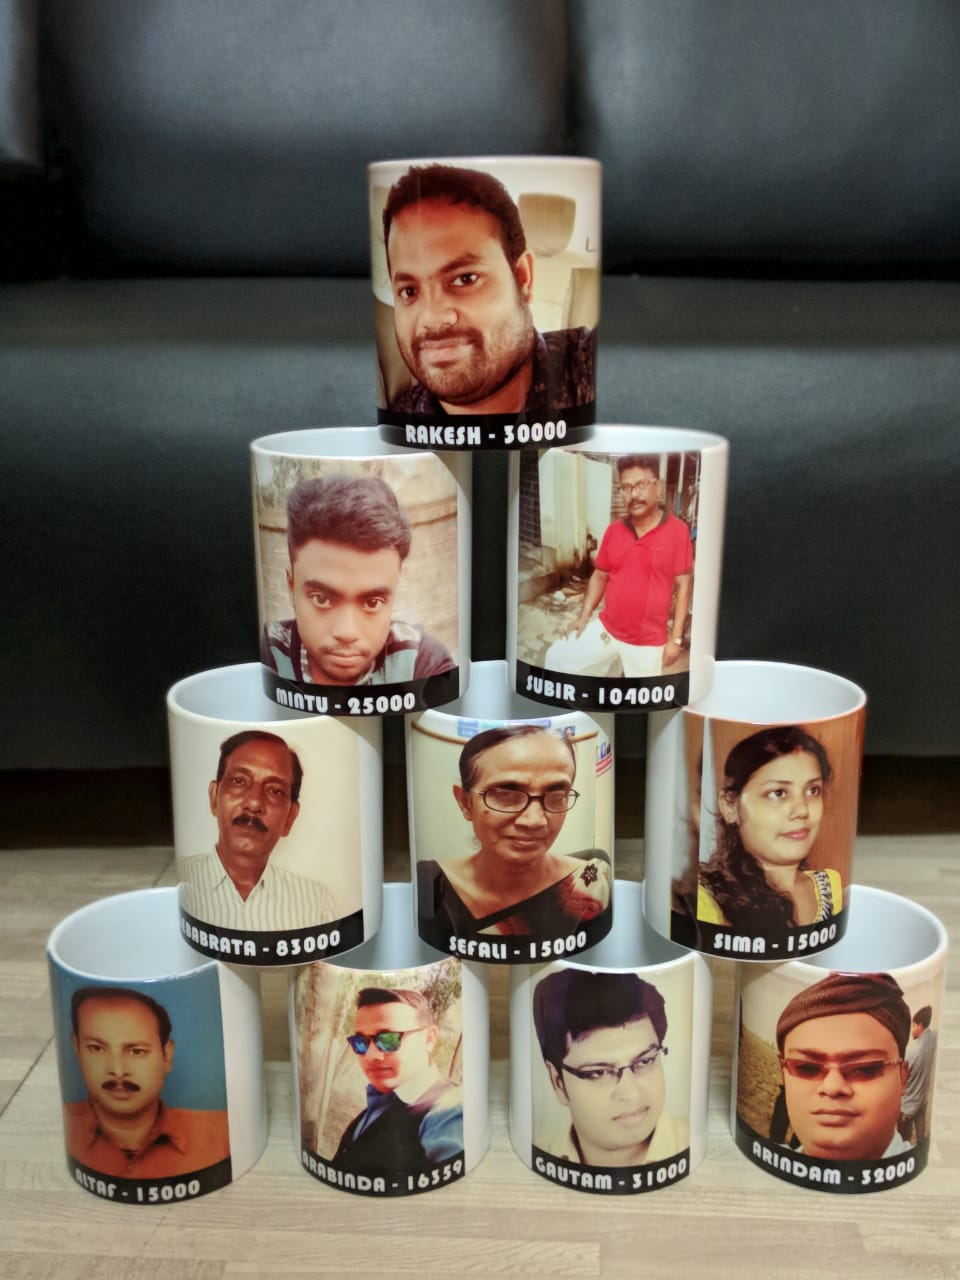 RAKESH - 30000
MINTU - 25000
SUBIR - 104000
EBABRATA - 83000
SEFALI - 15000
SIMA - 15000
ALTAF - 15000
ARABINDA - 16359
GAUTAM - 31000
ARINDAM - 32000